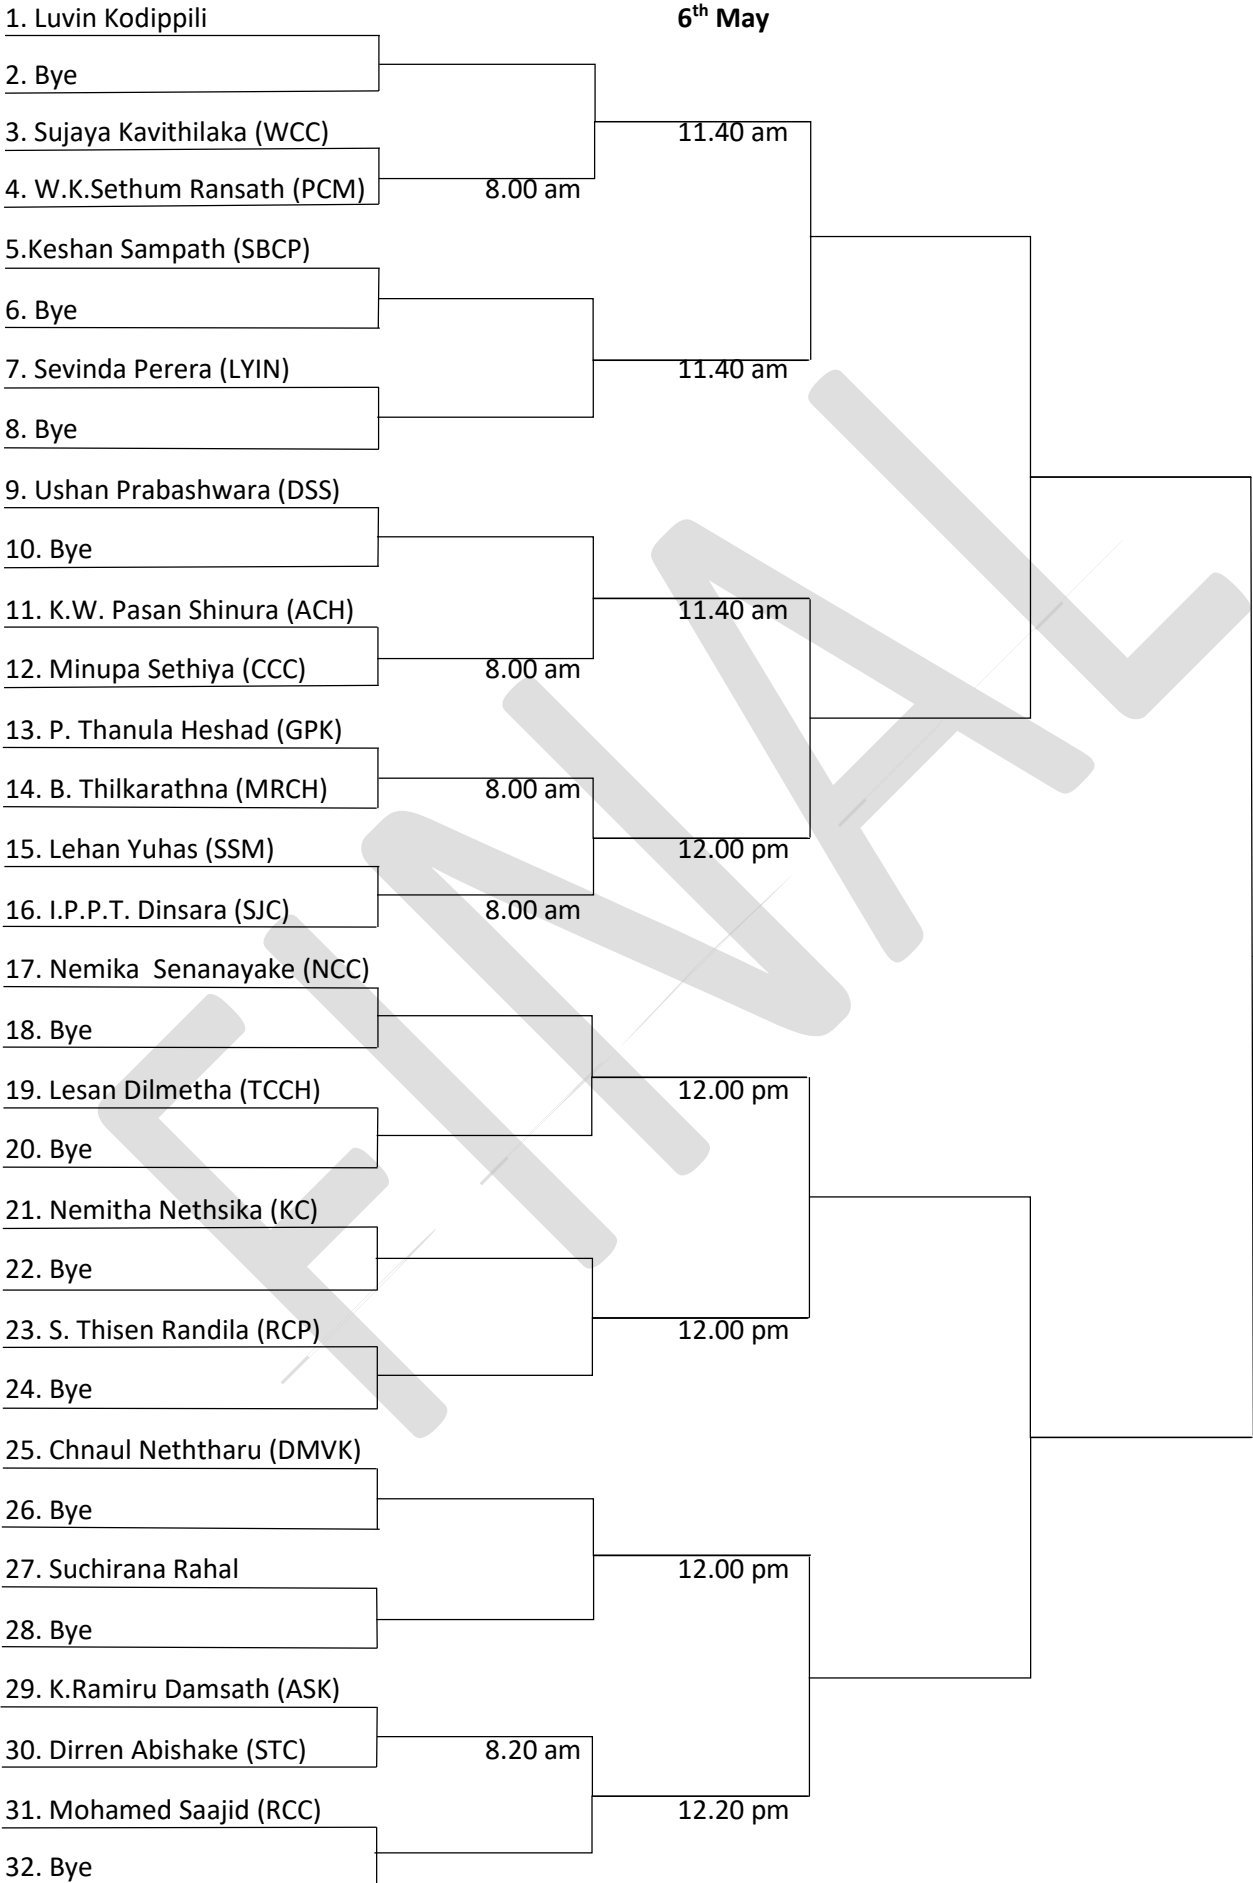 1. Luvin Kodippili
6th May
2. Bye
3. Sujaya Kavithilaka (WCC)
11.40 am
4. W.K.Sethum Ransath (PCM)
8.00 am
5.Keshan Sampath (SBCP)
6. Bye
7. Sevinda Perera (LYIN)
11.40 am
8. Bye
9. Ushan Prabashwara (DSS)
10. Bye
11. K.W. Pasan Shinura (ACH)
11.40 am
12. Minupa Sethiya (CCC)
8.00 am
13. P. Thanula Heshad (GPK)
14. B. Thilkarathna (MRCH)
8.00 am
15. Lehan Yuhas (SSM)
12.00 pm
16. I.P.P.T. Dinsara (SJC)
8.00 am
17. Nemika  Senanayake (NCC)
18. Bye
19. Lesan Dilmetha (TCCH)
12.00 pm
20. Bye
21. Nemitha Nethsika (KC)
22. Bye
23. S. Thisen Randila (RCP)
12.00 pm
24. Bye
25. Chnaul Neththaru (DMVK)
26. Bye
27. Suchirana Rahal
12.00 pm
28. Bye
29. K.Ramiru Damsath (ASK)
30. Dirren Abishake (STC)
8.20 am
31. Mohamed Saajid (RCC)
12.20 pm
32. Bye
FINAL